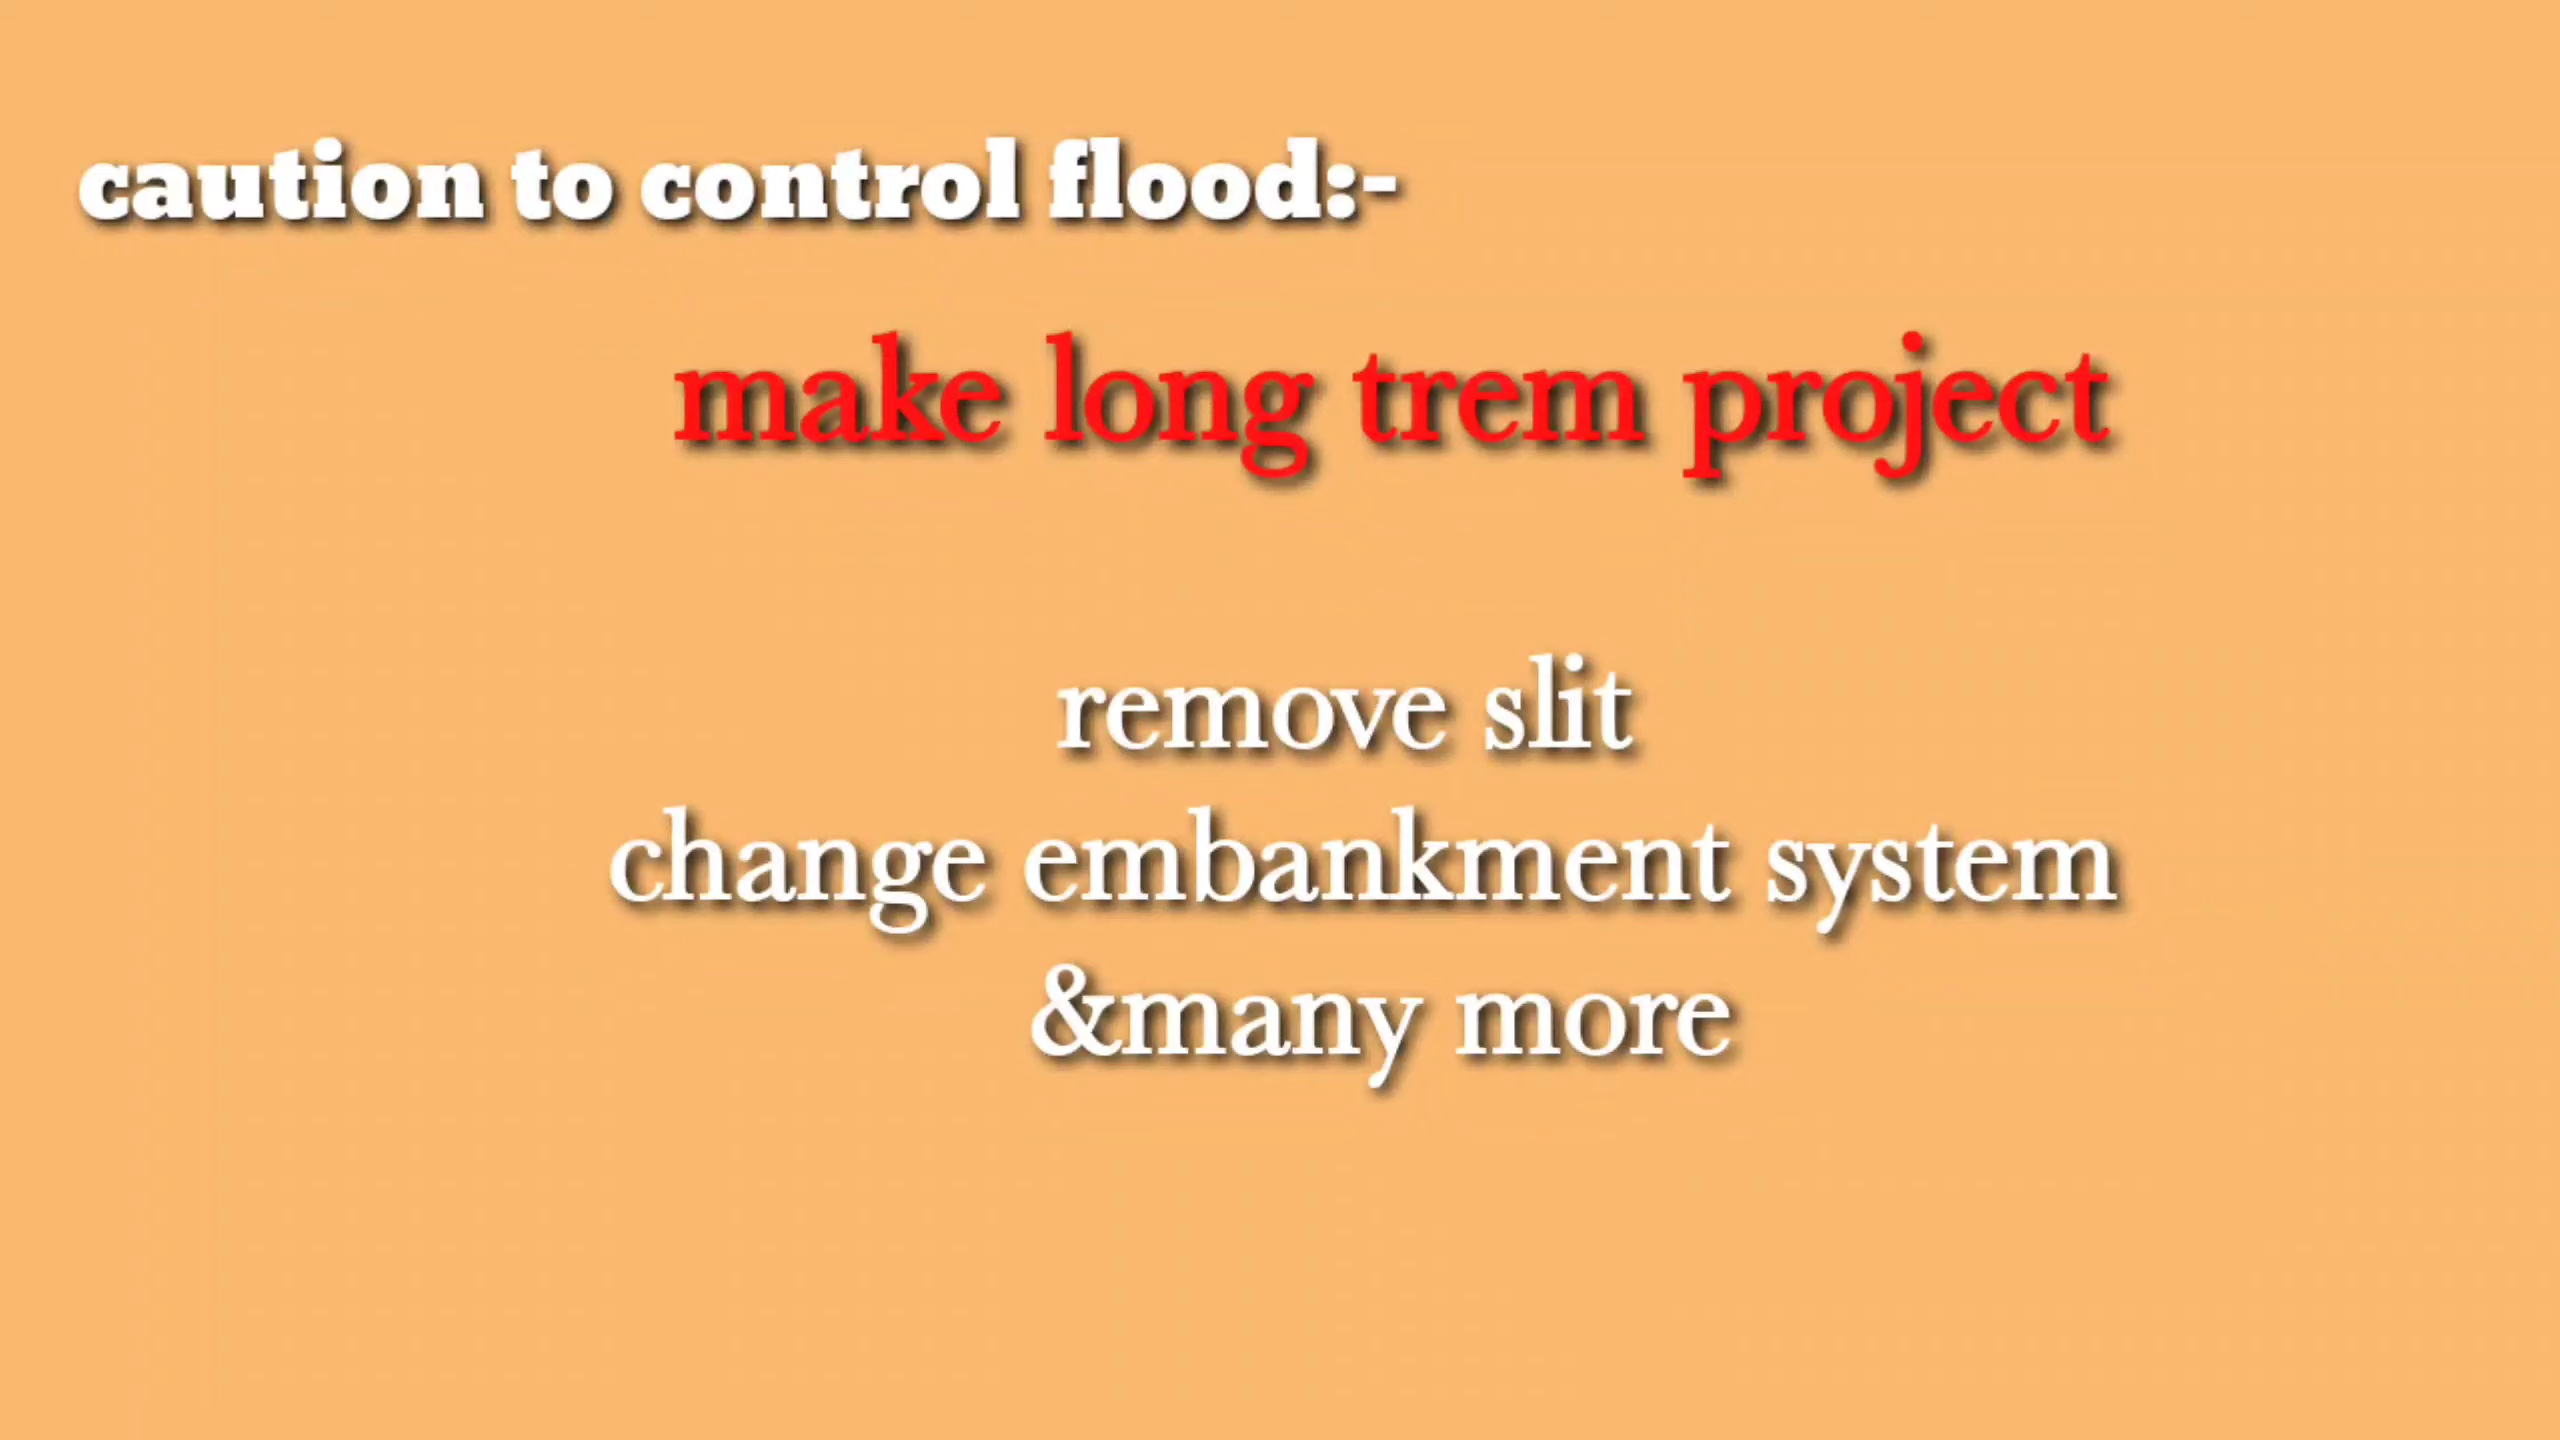 caution to control flood:-
make long trem project
remove slit
change embankment system
&many more